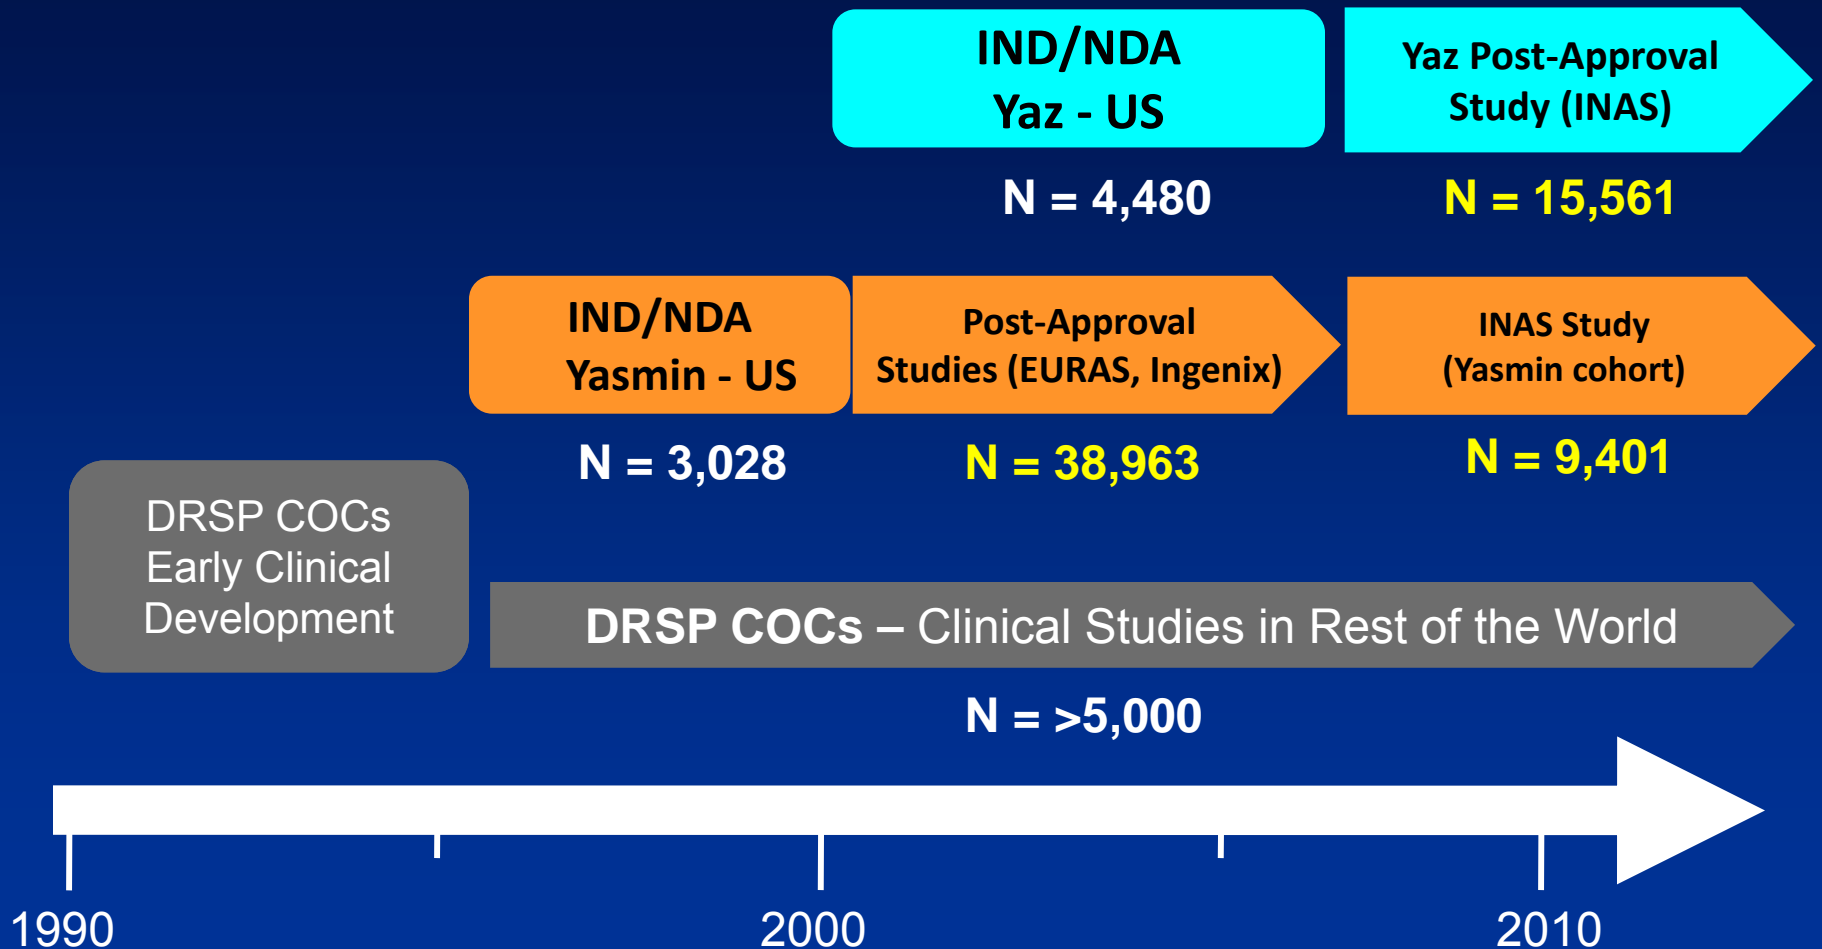 IND/NDA
Yaz - US
Yaz Post-Approval
Study (INAS)
N = 4,480
N = 15,561
IND/NDA
Yasmin - US
Post-Approval
Studies (EURAS, Ingenix)
INAS Study
(Yasmin cohort)
N = 3,028
N = 38,963
N = 9,401
DRSP COCs
Early Clinical
Development
DRSP COCs – Clinical Studies in Rest of the World
N = >5,000
1990
2000
2010